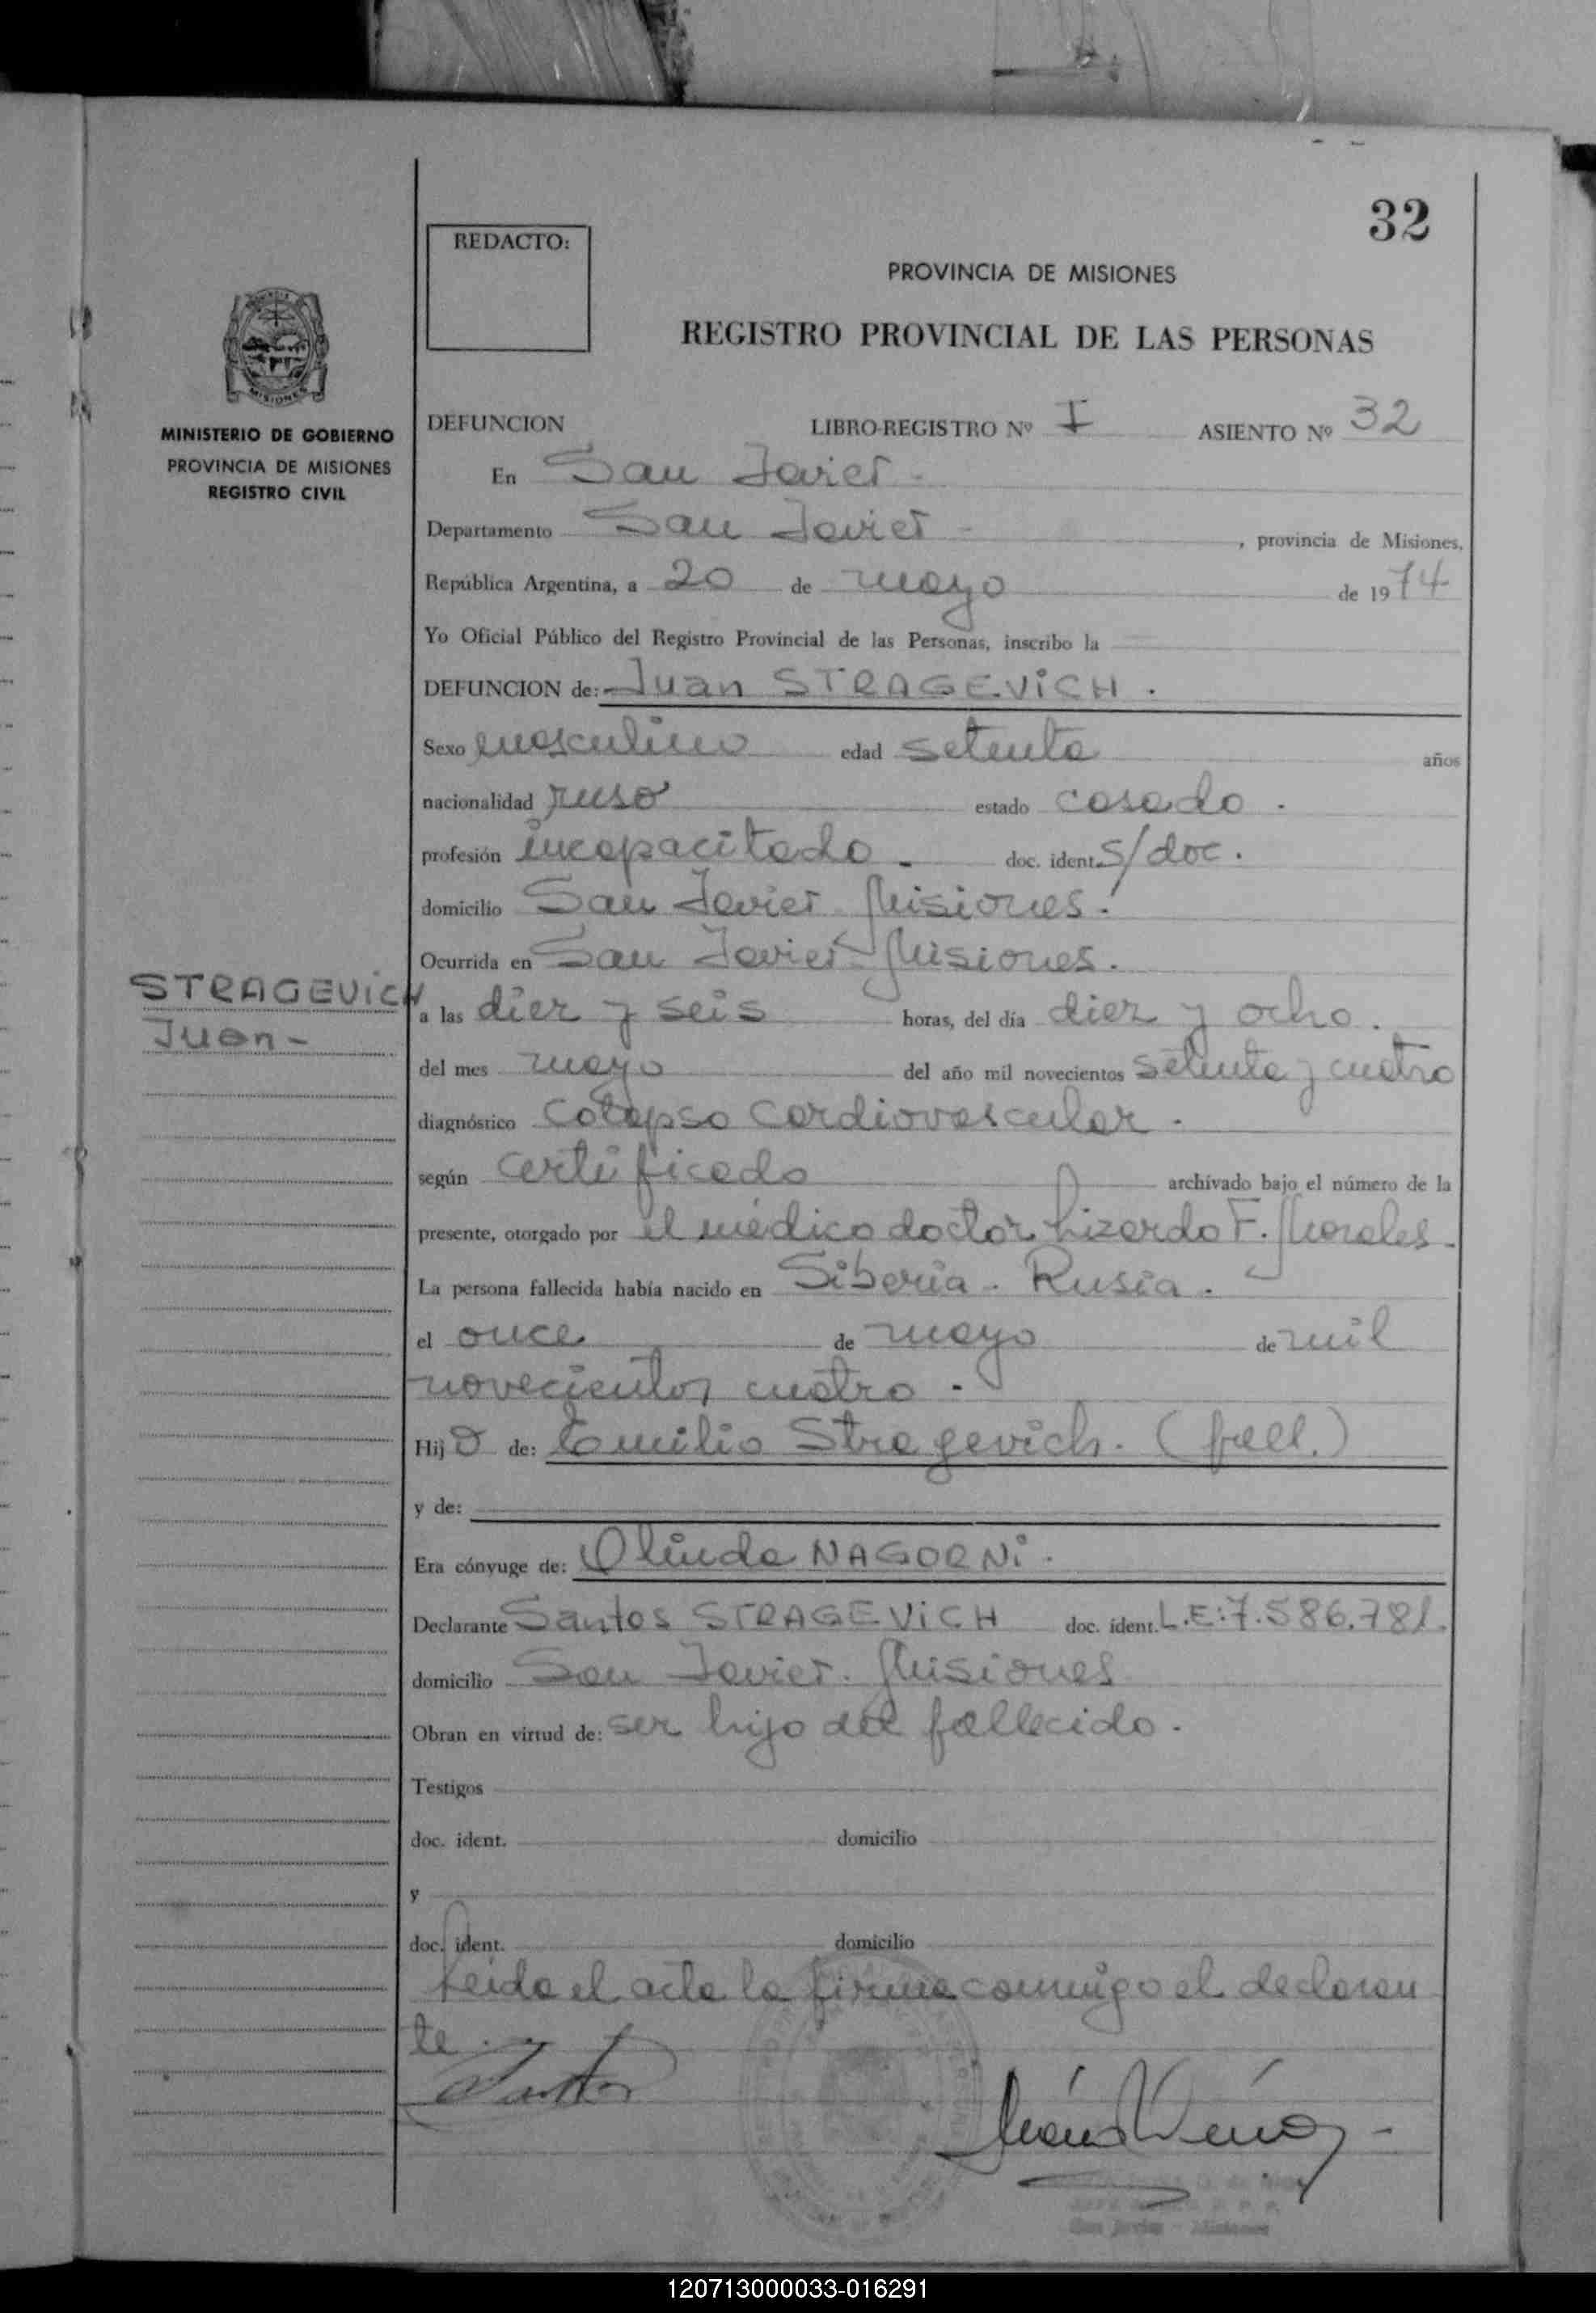 32
REDACTO:
PROVINCIA DE MISIONES
REGISTRO PROVINCIAL DE LAS PERSONAS
MINISTERIO DE GOBIERNO
PROVINCIA DE MISIONES
REGISTRO CIVIL
DEFUNCION LIBRO-REGISTRO Nº I ASIENTO Nº 32
En San Javier -
Departamento San Javier - , provincia de Misiones,
República Argentina, a 20 de mayo de 1974
Yo Oficial Público del Registro Provincial de las Personas, inscribo la
DEFUNCION de: Juan STRAGEVICH .
Sexo masculino edad setenta años
nacionalidad ruso estado casado .
profesión incapacitado . doc. ident. S/doc.
domicilio San Javier Misiones.
Ocurrida en San Javier - Misiones.
STRAGEVICH
Juan -
a las diez y seis horas, del día diez y ocho.
del mes mayo del año mil novecientos setenta y cuatro
diagnóstico colapso cardiovascular .
según certificado archivado bajo el número de la
presente, otorgado por el médico doctor Lizardo F. Morales.
La persona fallecida había nacido en Siberia - Rusia .
el once de mayo de mil
novecientos cuatro .
Hijo de: Emilio Stragevich. (fall.)
y de:
Era cónyuge de: Olinda NAGORNI .
Declarante Santos STRAGEVICH doc. ident. L.E:7.586.781.
domicilio San Javier. Misiones
Obran en virtud de: ser hijo del fallecido .
Testigos
doc. ident. domicilio
y
doc. ident. domicilio
Leída el acta la firma conmigo el declaran
te .
San Javier - Misiones
120713000033-016291